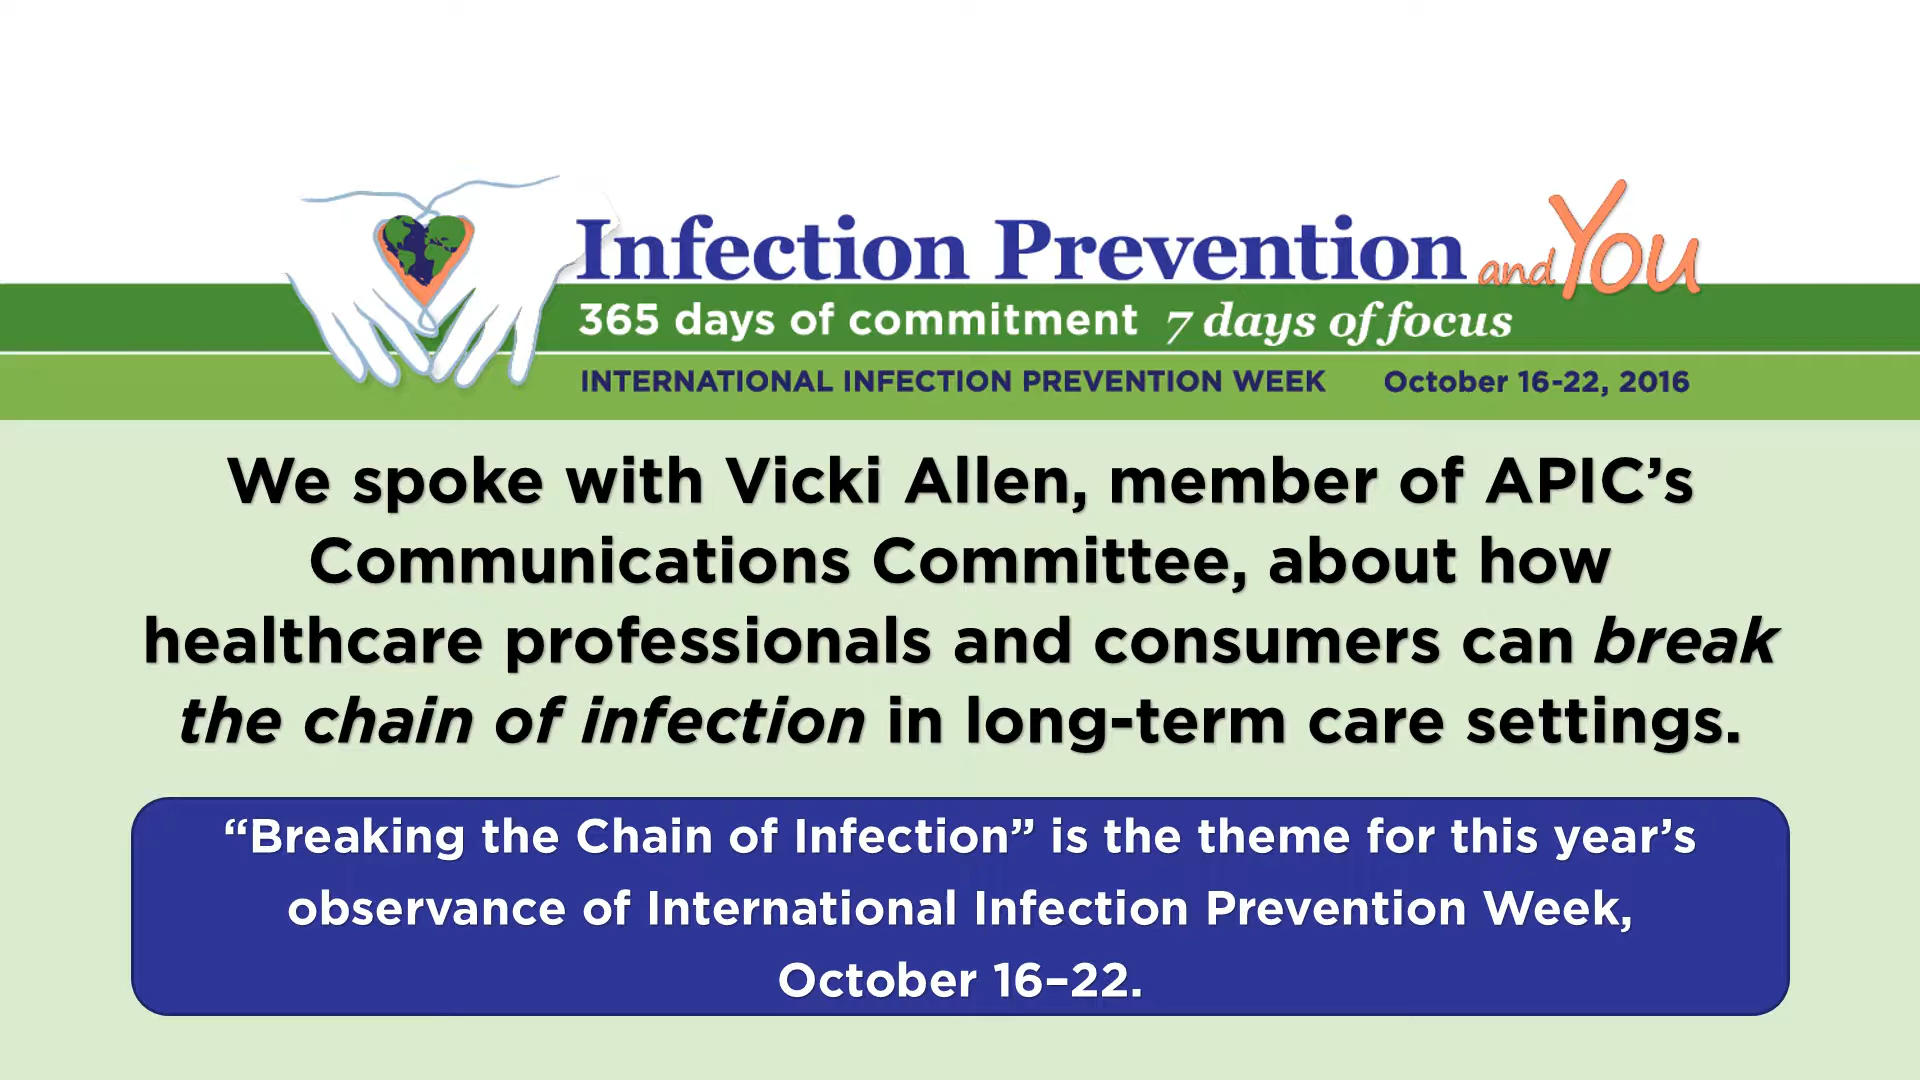 Infection Prevention and You
365 days of commitment 7 days of focus
INTERNATIONAL INFECTION PREVENTION WEEK October 16-22, 2016
We spoke with Vicki Allen, member of APIC’s
Communications Committee, about how
healthcare professionals and consumers can break
the chain of infection in long-term care settings.
“Breaking the Chain of Infection” is the theme for this year’s
observance of International Infection Prevention Week,
October 16–22.